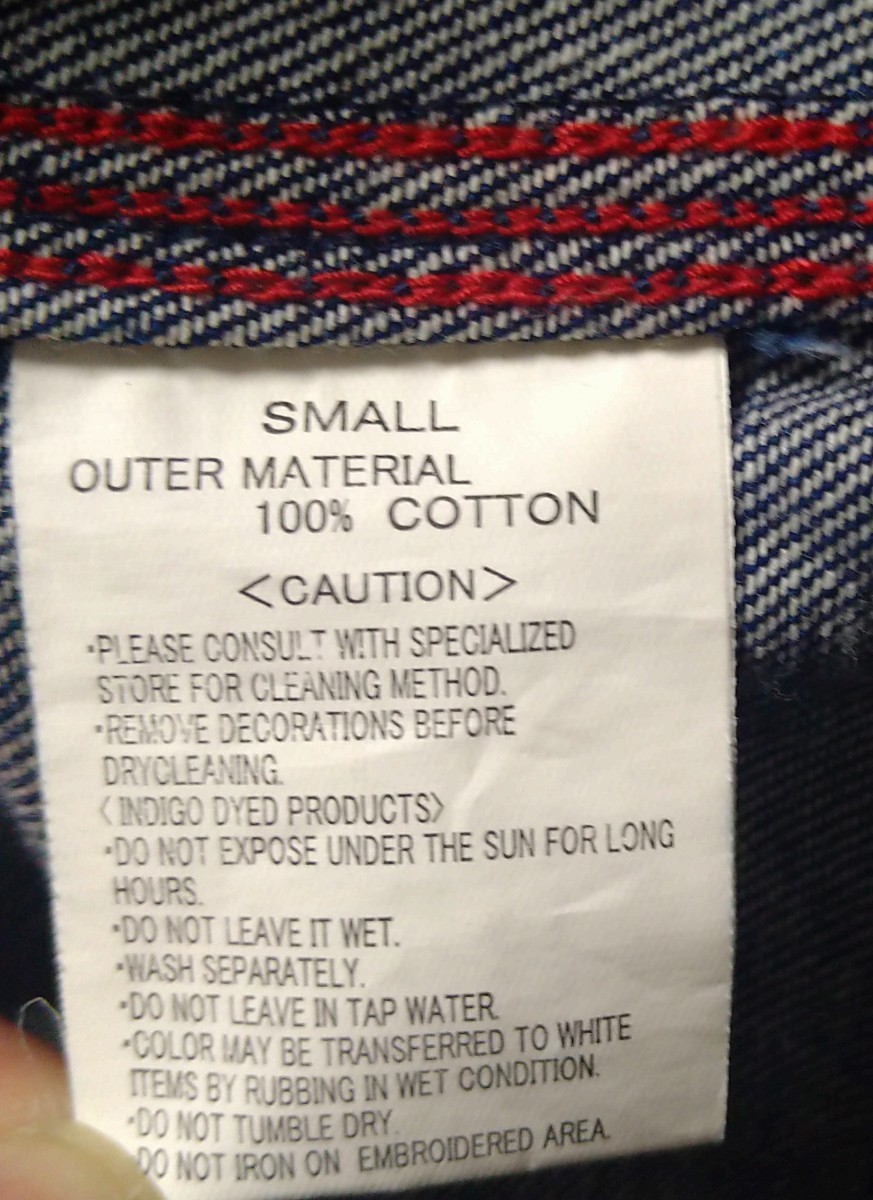 SMALL
OUTER MATERIAL
100% COTTON
<CAUTION>
・PLEASE CONSULT WITH SPECIALIZED
STORE FOR CLEANING METHOD.
・REMOVE DECORATIONS BEFORE
DRYCLEANING.
〈INDIGO DYED PRODUCTS〉
・DO NOT EXPOSE UNDER THE SUN FOR LONG
HOURS.
・DO NOT LEAVE IT WET.
・WASH SEPARATELY.
・DO NOT LEAVE IN TAP WATER.
・COLOR MAY BE TRANSFERRED TO WHITE
ITEMS BY RUBBING IN WET CONDITION.
・DO NOT TUMBLE DRY.
DO NOT IRON ON EMBROIDERED AREA.